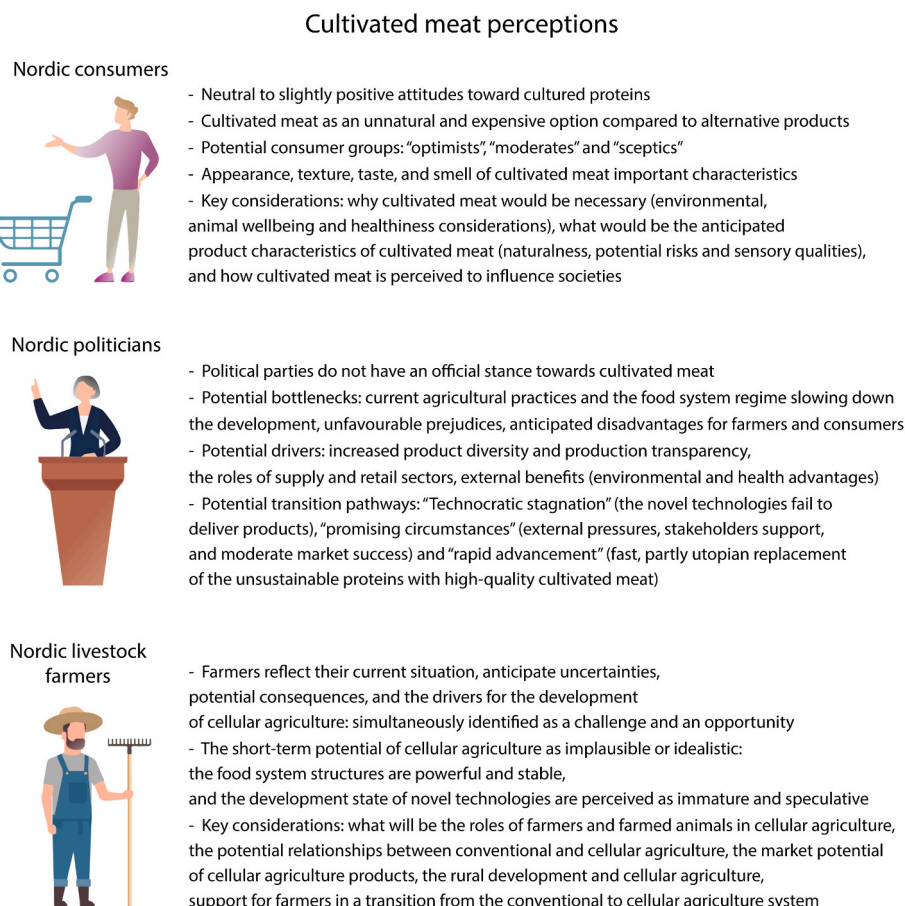 Cultivated meat perceptions
Nordic consumers
- Neutral to slightly positive attitudes toward cultured proteins
- Cultivated meat as an unnatural and expensive option compared to alternative products
- Potential consumer groups: “optimists”, “moderates” and “sceptics”
- Appearance, texture, taste, and smell of cultivated meat important characteristics
- Key considerations: why cultivated meat would be necessary (environmental,
animal wellbeing and healthiness considerations), what would be the anticipated
product characteristics of cultivated meat (naturalness, potential risks and sensory qualities),
and how cultivated meat is perceived to influence societies
Nordic politicians
- Political parties do not have an official stance towards cultivated meat
- Potential bottlenecks: current agricultural practices and the food system regime slowing down
the development, unfavourable prejudices, anticipated disadvantages for farmers and consumers
- Potential drivers: increased product diversity and production transparency,
the roles of supply and retail sectors, external benefits (environmental and health advantages)
- Potential transition pathways: “Technocratic stagnation” (the novel technologies fail to
deliver products), “promising circumstances” (external pressures, stakeholders support,
and moderate market success) and “rapid advancement” (fast, partly utopian replacement
of the unsustainable proteins with high-quality cultivated meat)
Nordic livestock
farmers
- Farmers reflect their current situation, anticipate uncertainties,
potential consequences, and the drivers for the development
of cellular agriculture: simultaneously identified as a challenge and an opportunity
- The short-term potential of cellular agriculture as implausible or idealistic:
the food system structures are powerful and stable,
and the development state of novel technologies are perceived as immature and speculative
- Key considerations: what will be the roles of farmers and farmed animals in cellular agriculture,
the potential relationships between conventional and cellular agriculture, the market potential
of cellular agriculture products, the rural development and cellular agriculture,
support for farmers in a transition from the conventional to cellular agriculture system